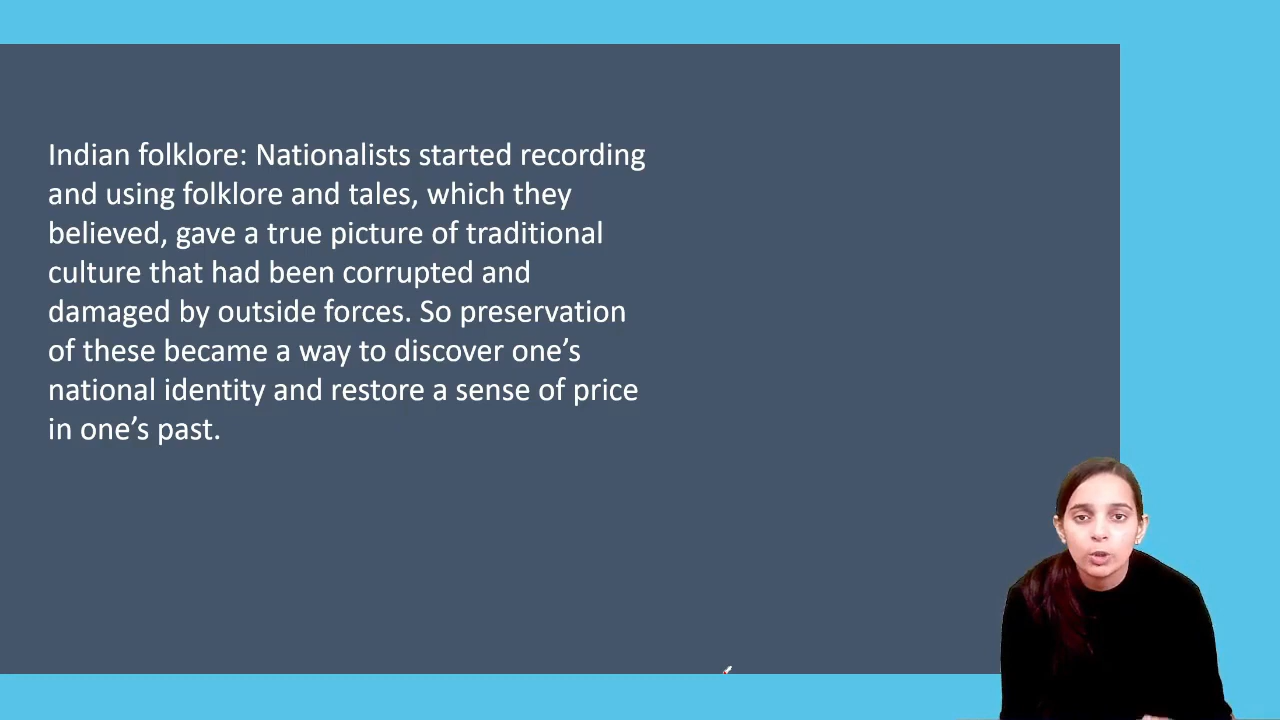 Indian folklore: Nationalists started recording
and using folklore and tales, which they
believed, gave a true picture of traditional
culture that had been corrupted and
damaged by outside forces. So preservation
of these became a way to discover one’s
national identity and restore a sense of price
in one’s past.